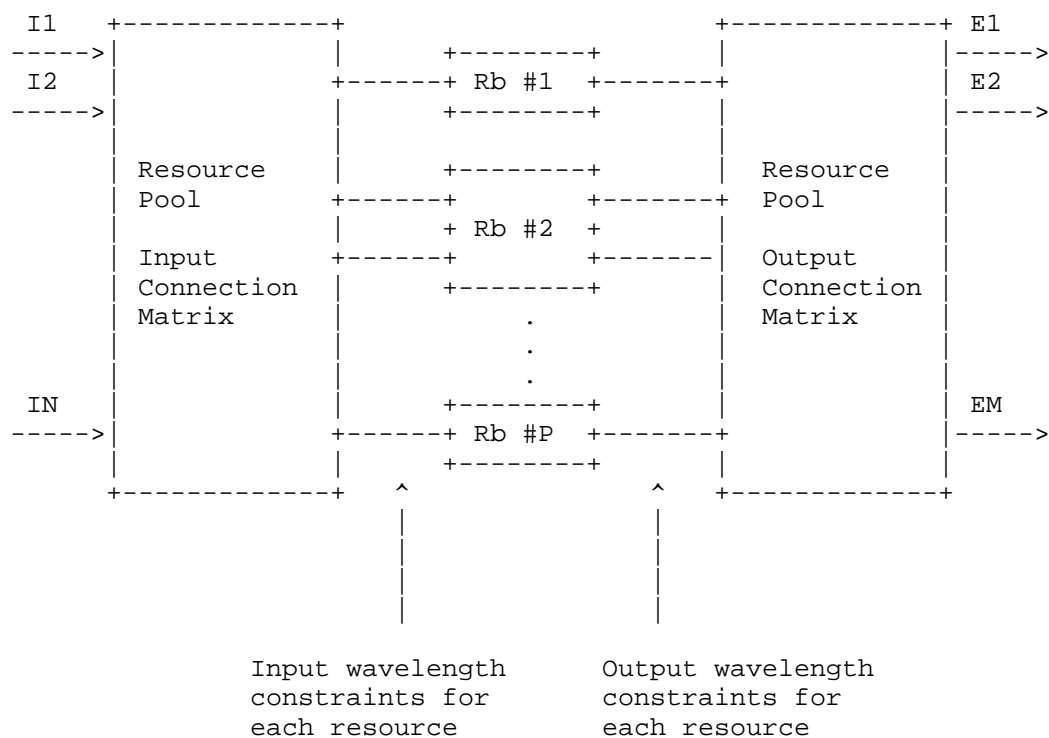 I1
E1
I2
Rb #1
E2
Resource
Pool
Input
Connection
Matrix
Rb #2
Resource
Pool
Output
Connection
Matrix
.
.
.
IN
Rb #P
EM
Input wavelength
constraints for
each resource
Output wavelength
constraints for
each resource